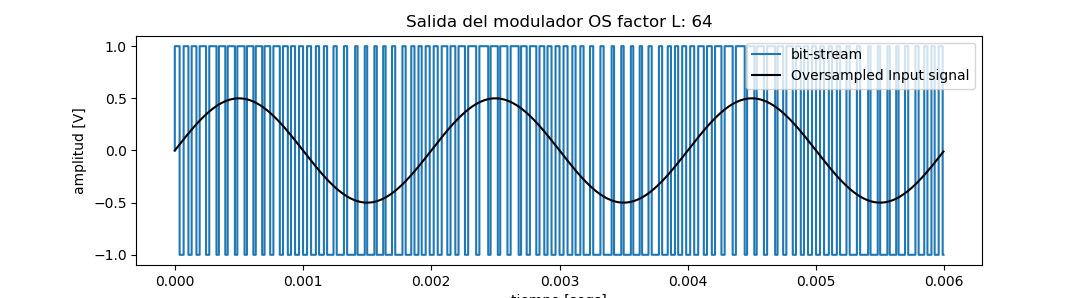 Salida del modulador OS factor L: 64
1.0
0.5
0.0
−0.5
−1.0
amplitud [V]
bit-stream
Oversampled Input signal
0.000 0.001 0.002 0.003 0.004 0.005 0.006